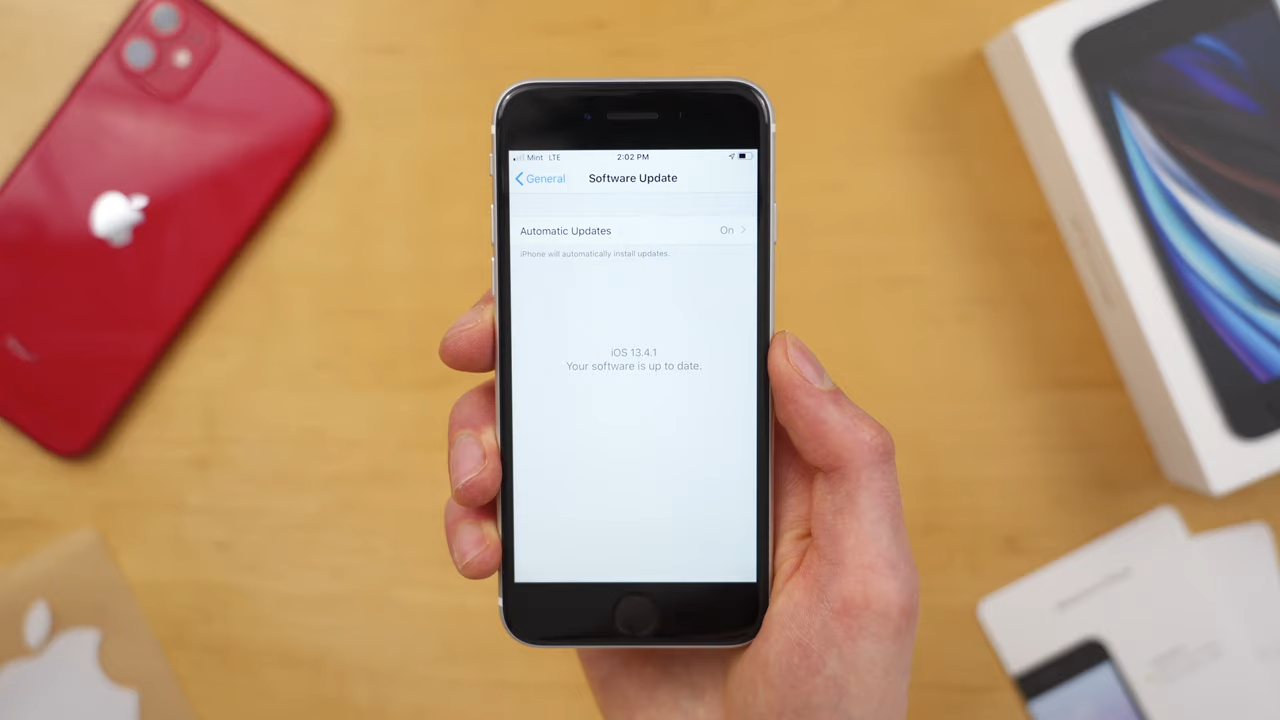 Mint LTE 2:02 PM
General Software Update
Automatic Updates On
iPhone will automatically install updates.
iOS 13.4.1
Your software is up to date.